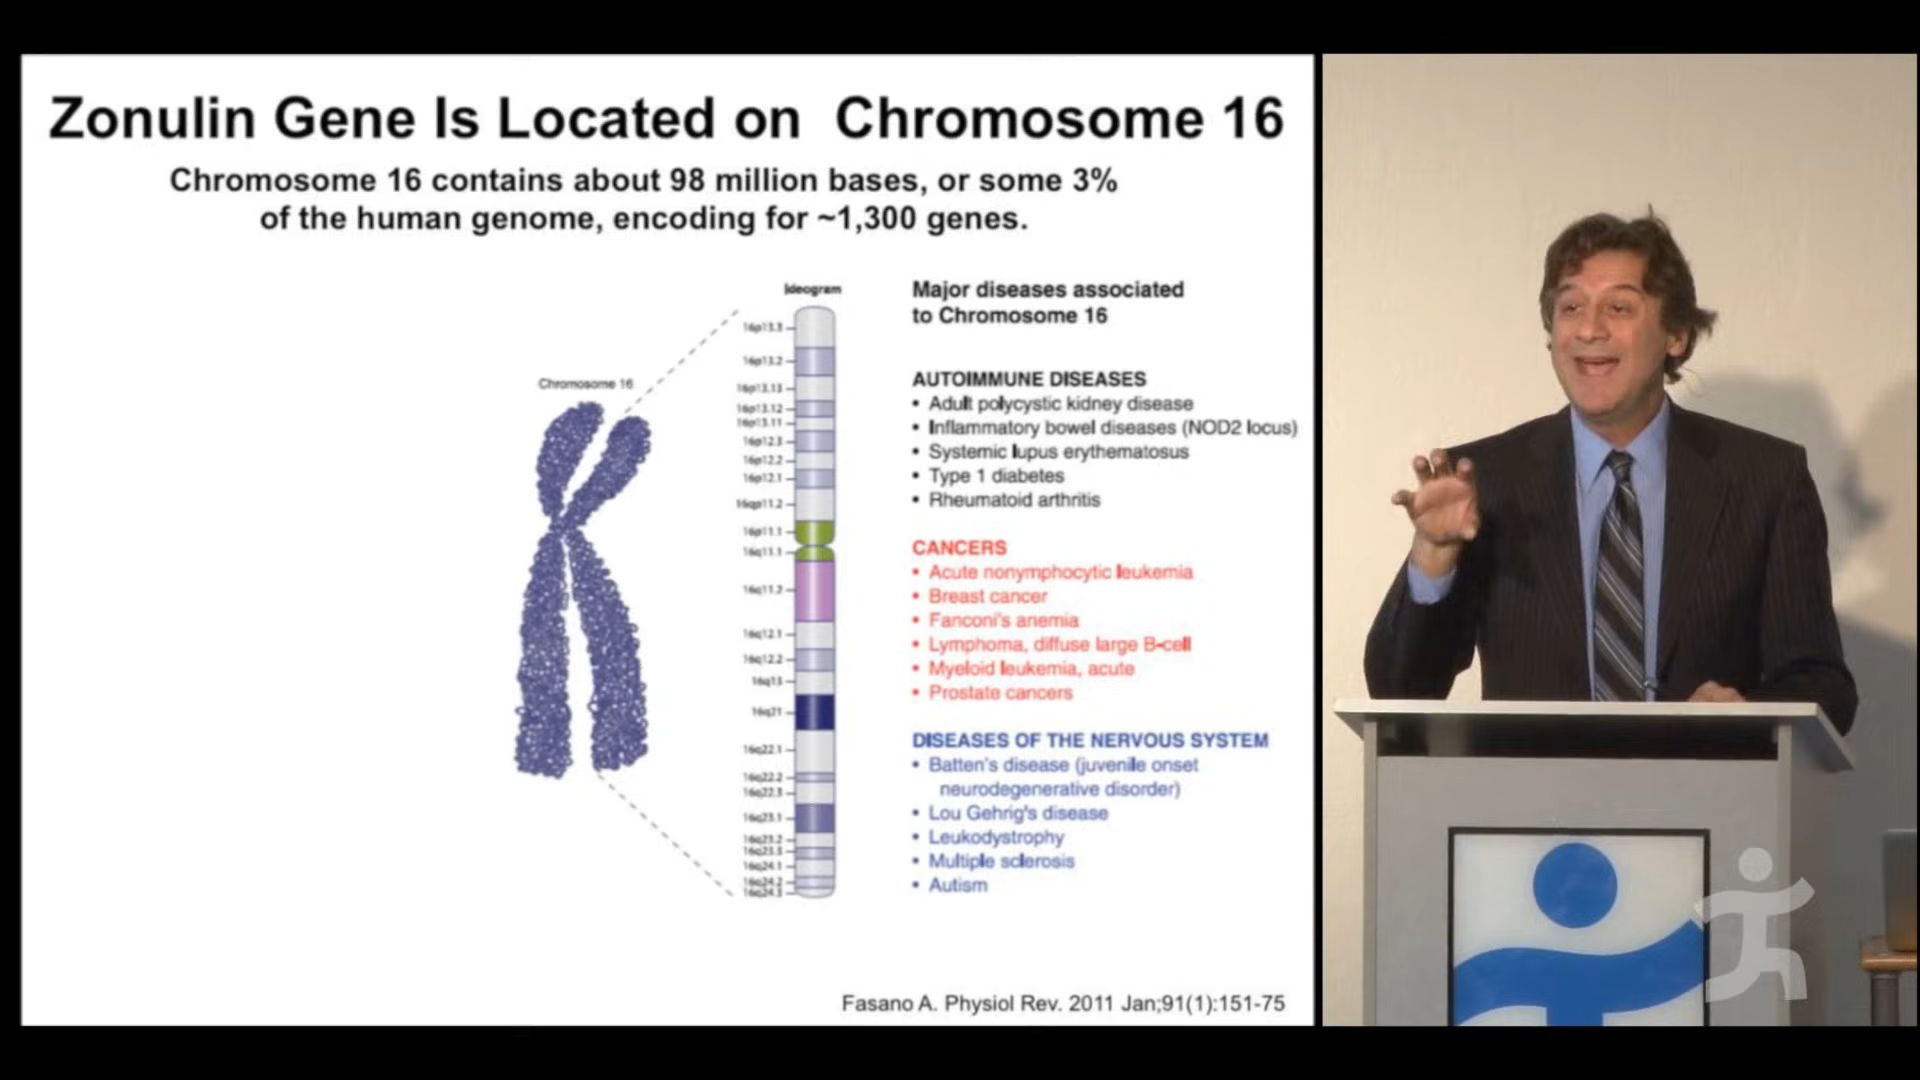 Zonulin Gene Is Located on Chromosome 16
Chromosome 16 contains about 98 million bases, or some 3%
of the human genome, encoding for ~1,300 genes.
Ideogram
Chromosome 16
16p13.3
16p13.2
16p13.13
16p13.12
16p13.11
16p12.3
16p12.2
16p12.1
16qp11.2
16p11.1
16q11.1
16q11.2
16q12.1
16q12.2
16q13
16q21
16q22.1
16q22.2
16q22.3
16q23.1
16q23.2
16q23.3
16q24.1
16q24.2
16q24.3
Major diseases associated
to Chromosome 16
AUTOIMMUNE DISEASES
• Adult polycystic kidney disease
• Inflammatory bowel diseases (NOD2 locus)
• Systemic lupus erythematosus
• Type 1 diabetes
• Rheumatoid arthritis
CANCERS
• Acute nonymphocytic leukemia
• Breast cancer
• Fanconi's anemia
• Lymphoma, diffuse large B-cell
• Myeloid leukemia, acute
• Prostate cancers
DISEASES OF THE NERVOUS SYSTEM
• Batten's disease (juvenile onset
neurodegenerative disorder)
• Lou Gehrig's disease
• Leukodystrophy
• Multiple sclerosis
• Autism
Fasano A. Physiol Rev. 2011 Jan;91(1):151-75